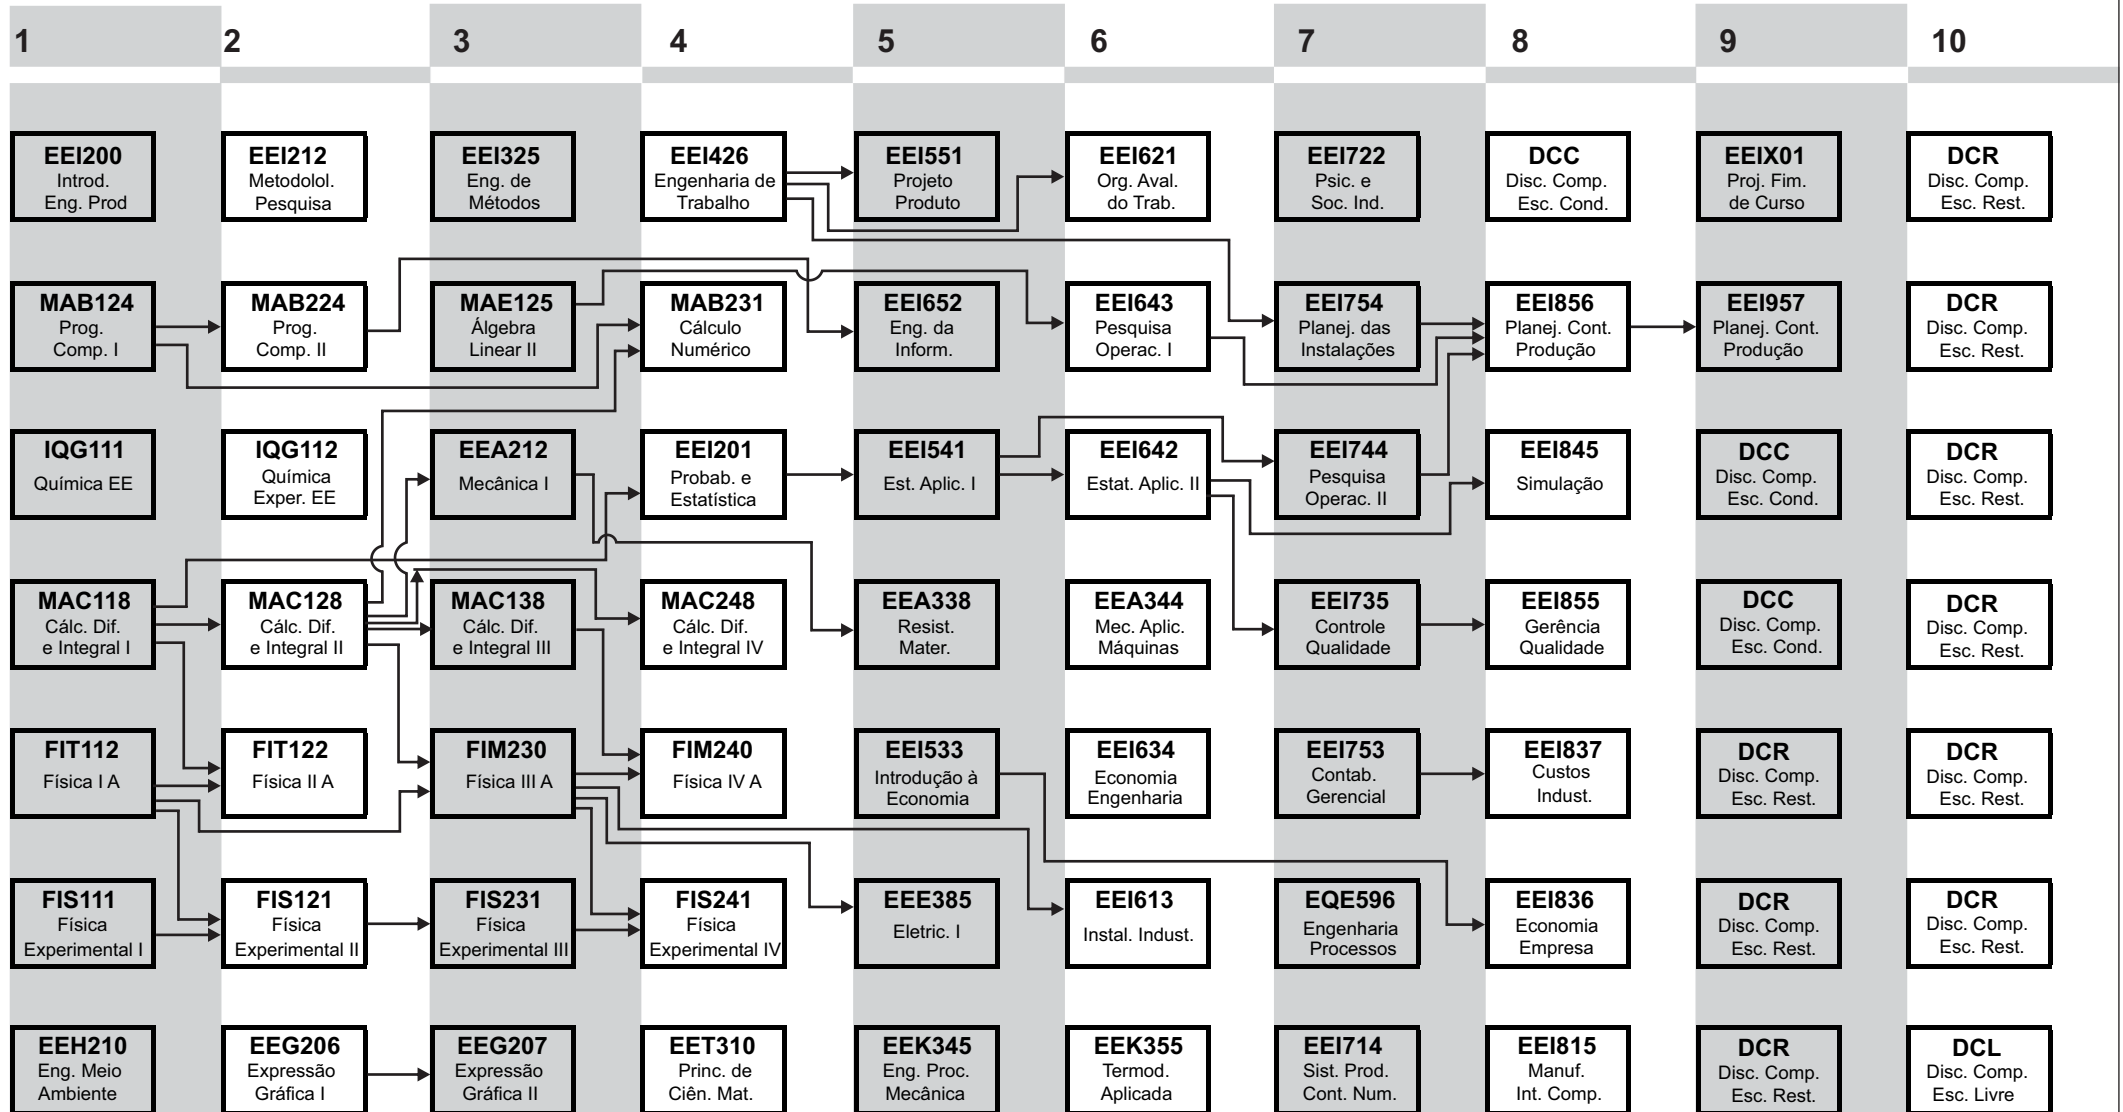 1
2
3
4
5
6
7
8
9
10
EEI200
Introd.
Eng. Prod
EEI212
Metodolol.
Pesquisa
EEI325
Eng. de
Métodos
EEI426
Engenharia de
Trabalho
EEI551
Projeto
Produto
EEI621
Org. Aval.
do Trab.
EEI722
Psic. e
Soc. Ind.
DCC
Disc. Comp.
Esc. Cond.
EEIX01
Proj. Fim.
de Curso
DCR
Disc. Comp.
Esc. Rest.
MAB124
Prog.
Comp. I
MAB224
Prog.
Comp. II
MAE125
Álgebra
Linear II
MAB231
Cálculo
Numérico
EEI652
Eng. da
Inform.
EEI643
Pesquisa
Operac. I
EEI754
Planej. das
Instalações
EEI856
Planej. Cont.
Produção
EEI957
Planej. Cont.
Produção
DCR
Disc. Comp.
Esc. Rest.
IQG111
Química EE
IQG112
Química
Exper. EE
EEA212
Mecânica I
EEI201
Probab. e
Estatística
EEI541
Est. Aplic. I
EEI642
Estat. Aplic. II
EEI744
Pesquisa
Operac. II
EEI845
Simulação
DCC
Disc. Comp.
Esc. Cond.
DCR
Disc. Comp.
Esc. Rest.
MAC118
Cálc. Dif.
e Integral I
MAC128
Cálc. Dif.
e Integral II
MAC138
Cálc. Dif.
e Integral III
MAC248
Cálc. Dif.
e Integral IV
EEA338
Resist.
Mater.
EEA344
Mec. Aplic.
Máquinas
EEI735
Controle
Qualidade
EEI855
Gerência
Qualidade
DCC
Disc. Comp.
Esc. Cond.
DCR
Disc. Comp.
Esc. Rest.
FIT112
Física I A
FIT122
Física II A
FIM230
Física III A
FIM240
Física IV A
EEI533
Introdução à
Economia
EEI634
Economia
Engenharia
EEI753
Contab.
Gerencial
EEI837
Custos
Indust.
DCR
Disc. Comp.
Esc. Rest.
DCR
Disc. Comp.
Esc. Rest.
FIS111
Física
Experimental I
FIS121
Física
Experimental II
FIS231
Física
Experimental III
FIS241
Física
Experimental IV
EEE385
Eletric. I
EEI613
Instal. Indust.
EQE596
Engenharia
Processos
EEI836
Economia
Empresa
DCR
Disc. Comp.
Esc. Rest.
DCR
Disc. Comp.
Esc. Rest.
EEH210
Eng. Meio
Ambiente
EEG206
Expressão
Gráfica I
EEG207
Expressão
Gráfica II
EET310
Princ. de
Ciên. Mat.
EEK345
Eng. Proc.
Mecânica
EEK355
Termod.
Aplicada
EEI714
Sist. Prod.
Cont. Num.
EEI815
Manuf.
Int. Comp.
DCR
Disc. Comp.
Esc. Rest.
DCL
Disc. Comp.
Esc. Livre